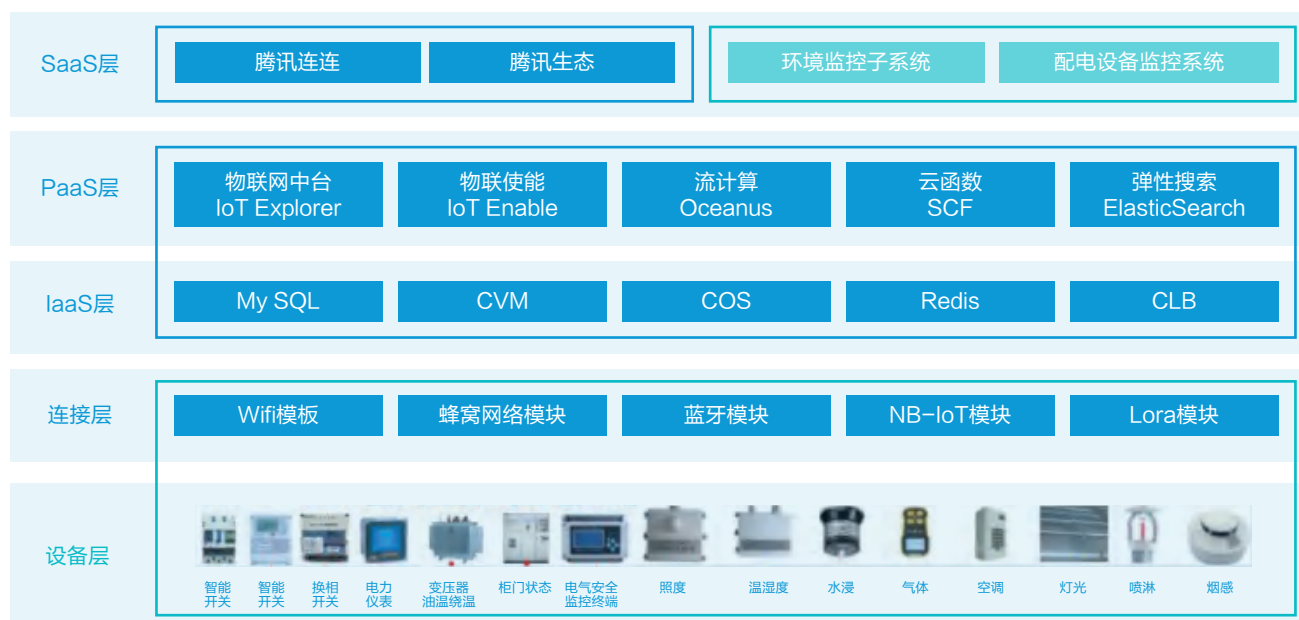 SaaS层
腾讯连连
腾讯生态
环境监控子系统
配电设备监控系统
PaaS层
物联网中台
IoT Explorer
物联使能
IoT Enable
流计算
Oceanus
云函数
SCF
弹性搜索
ElasticSearch
IaaS层
My SQL
CVM
COS
Redis
CLB
连接层
Wifi模板
蜂窝网络模块
蓝牙模块
NB-IoT模块
Lora模块
设备层
智能
开关
智能
开关
换相
开关
电力
仪表
变压器
油温绕温
柜门状态
电气安全
监控终端
照度
温湿度
水浸
气体
空调
灯光
喷淋
烟感